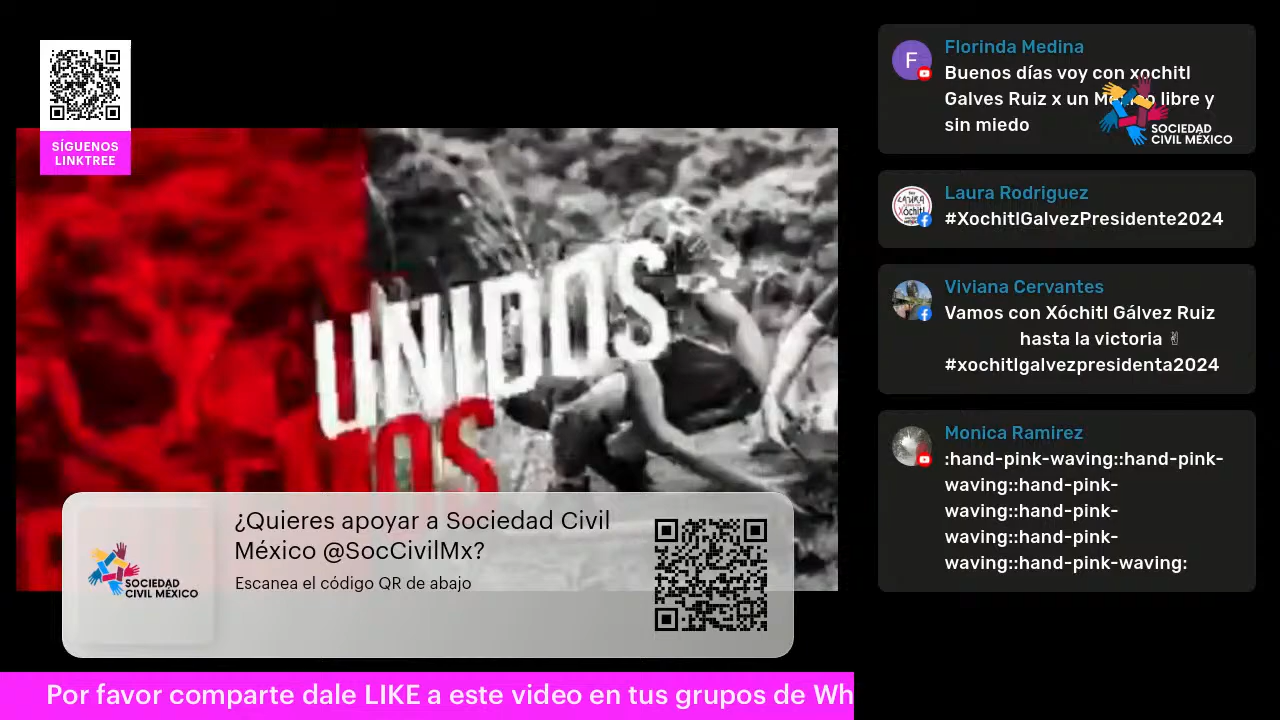 SÍGUENOS
LINKTREE
UNIDOS
¿Quieres apoyar a Sociedad Civil
México @SocCivilMx?
Escanea el código QR de abajo
SOCIEDAD
CIVIL MÉXICO
Por favor comparte dale LIKE a este video en tus grupos de Wh
F
Florinda Medina
Buenos días voy con xochitl
Galves Ruiz x un México libre y
sin miedo
SOCIEDAD
CIVIL MÉXICO
Laura Rodriguez
#XochitlGalvezPresidente2024
Viviana Cervantes
Vamos con Xóchitl Gálvez Ruiz
hasta la victoria ✌
#xochitlgalvezpresidenta2024
Monica Ramirez
:hand-pink-waving::hand-pink-
waving::hand-pink-
waving::hand-pink-
waving::hand-pink-
waving::hand-pink-waving: